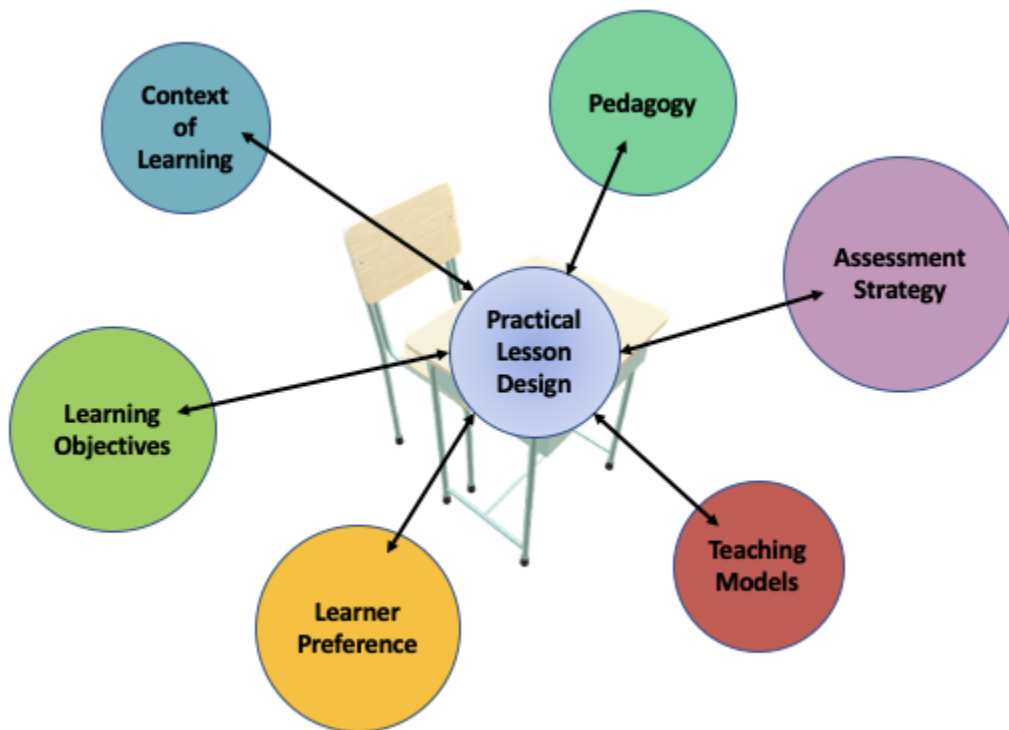 Context
of
Learning
Pedagogy
Assessment
Strategy
Practical
Lesson
Design
Learning
Objectives
Teaching
Models
Learner
Preference